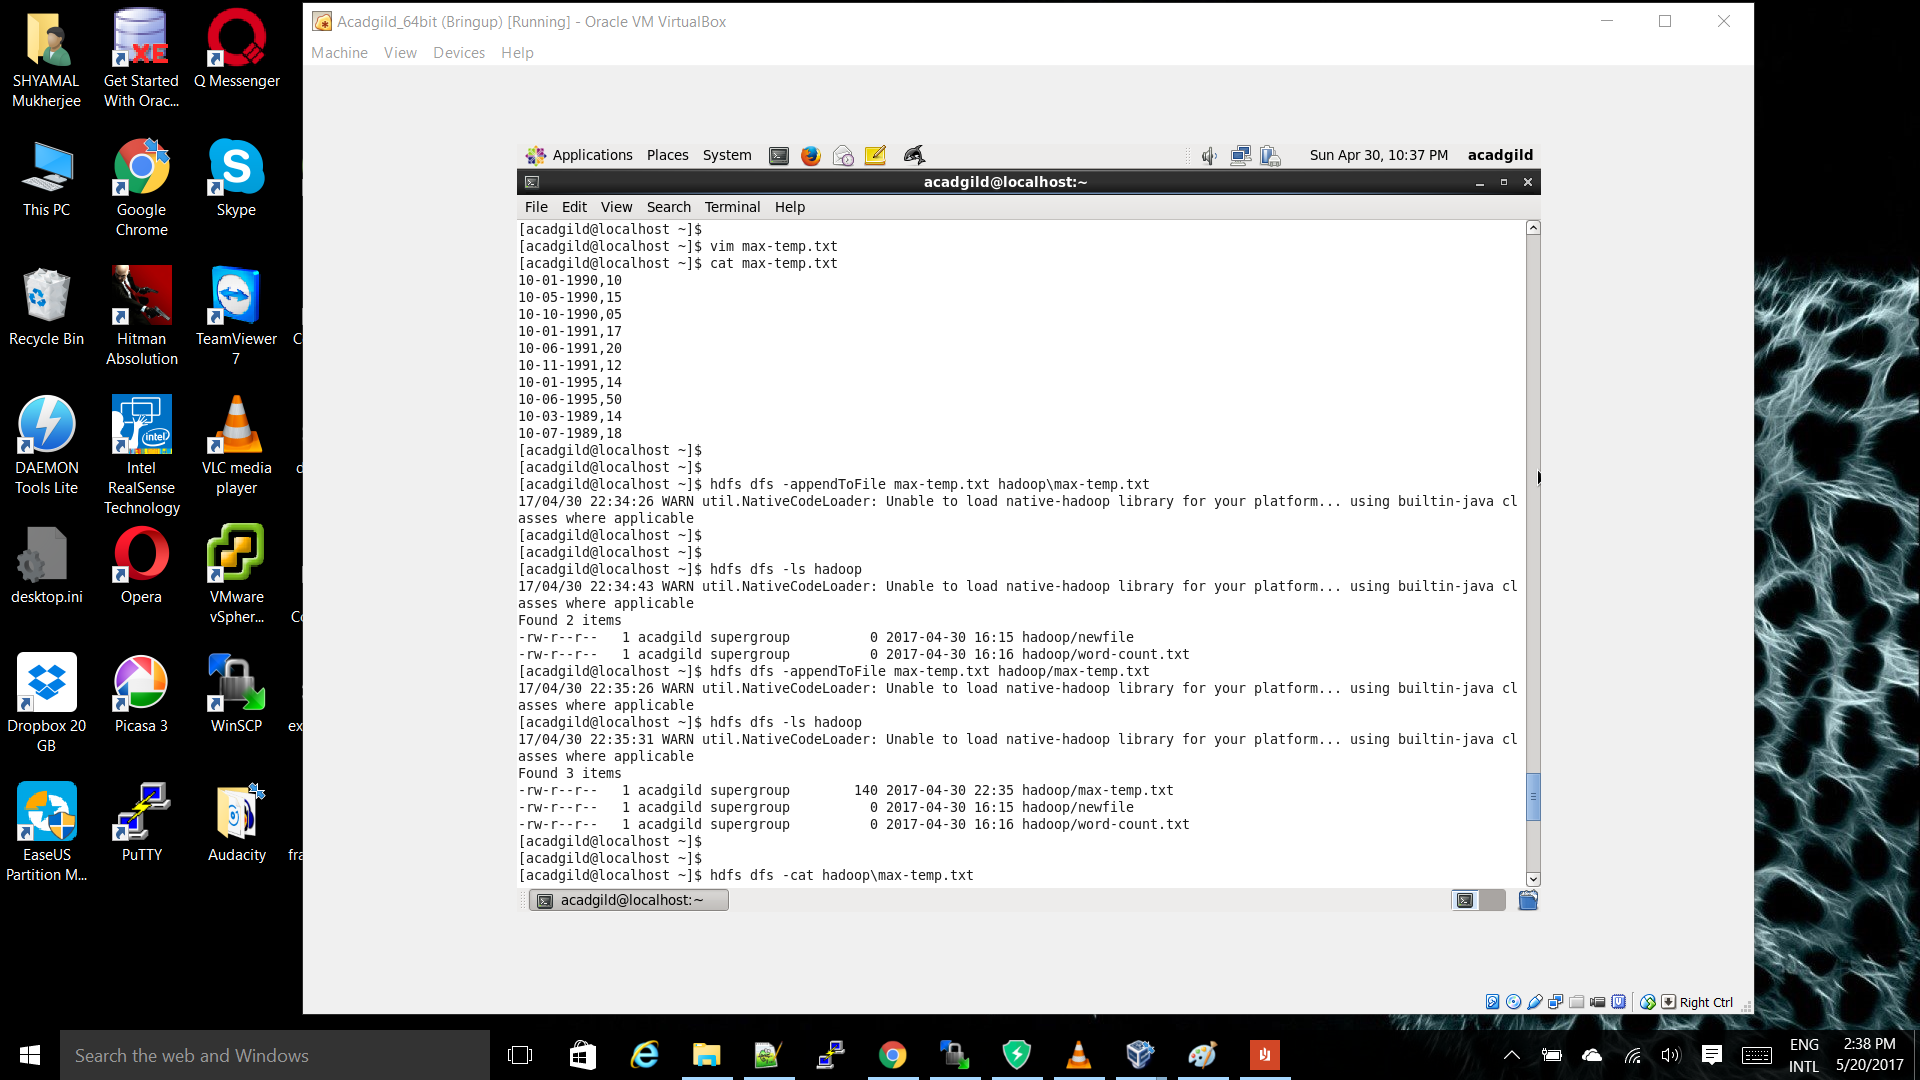 Acadgild_64bit (Bringup) [Running] - Oracle VM VirtualBox
Machine View Devices Help
SHYAMAL Mukherjee
Get Started With Orac...
Q Messenger
This PC
Google Chrome
Skype
Recycle Bin
Hitman Absolution
TeamViewer 7
DAEMON Tools Lite
Intel RealSense Technology
VLC media player
desktop.ini
Opera
VMware vSpher...
Dropbox 20 GB
Picasa 3
WinSCP
EaseUS Partition M...
PuTTY
Audacity
Applications Places System
Sun Apr 30, 10:37 PM acadgild
acadgild@localhost:~
File Edit View Search Terminal Help
[acadgild@localhost ~]$
[acadgild@localhost ~]$ vim max-temp.txt
[acadgild@localhost ~]$ cat max-temp.txt
10-01-1990,10
10-05-1990,15
10-10-1990,05
10-01-1991,17
10-06-1991,20
10-11-1991,12
10-01-1995,14
10-06-1995,50
10-03-1989,14
10-07-1989,18
[acadgild@localhost ~]$
[acadgild@localhost ~]$
[acadgild@localhost ~]$ hdfs dfs -appendToFile max-temp.txt hadoop\max-temp.txt
17/04/30 22:34:26 WARN util.NativeCodeLoader: Unable to load native-hadoop library for your platform... using builtin-java cl
asses where applicable
[acadgild@localhost ~]$
[acadgild@localhost ~]$
[acadgild@localhost ~]$ hdfs dfs -ls hadoop
17/04/30 22:34:43 WARN util.NativeCodeLoader: Unable to load native-hadoop library for your platform... using builtin-java cl
asses where applicable
Found 2 items
-rw-r--r--   1 acadgild supergroup          0 2017-04-30 16:15 hadoop/newfile
-rw-r--r--   1 acadgild supergroup          0 2017-04-30 16:16 hadoop/word-count.txt
[acadgild@localhost ~]$ hdfs dfs -appendToFile max-temp.txt hadoop/max-temp.txt
17/04/30 22:35:26 WARN util.NativeCodeLoader: Unable to load native-hadoop library for your platform... using builtin-java cl
asses where applicable
[acadgild@localhost ~]$ hdfs dfs -ls hadoop
17/04/30 22:35:31 WARN util.NativeCodeLoader: Unable to load native-hadoop library for your platform... using builtin-java cl
asses where applicable
Found 3 items
-rw-r--r--   1 acadgild supergroup        140 2017-04-30 22:35 hadoop/max-temp.txt
-rw-r--r--   1 acadgild supergroup          0 2017-04-30 16:15 hadoop/newfile
-rw-r--r--   1 acadgild supergroup          0 2017-04-30 16:16 hadoop/word-count.txt
[acadgild@localhost ~]$
[acadgild@localhost ~]$
[acadgild@localhost ~]$ hdfs dfs -cat hadoop\max-temp.txt
acadgild@localhost:~
Right Ctrl
Search the web and Windows
ENG INTL
2:38 PM
5/20/2017